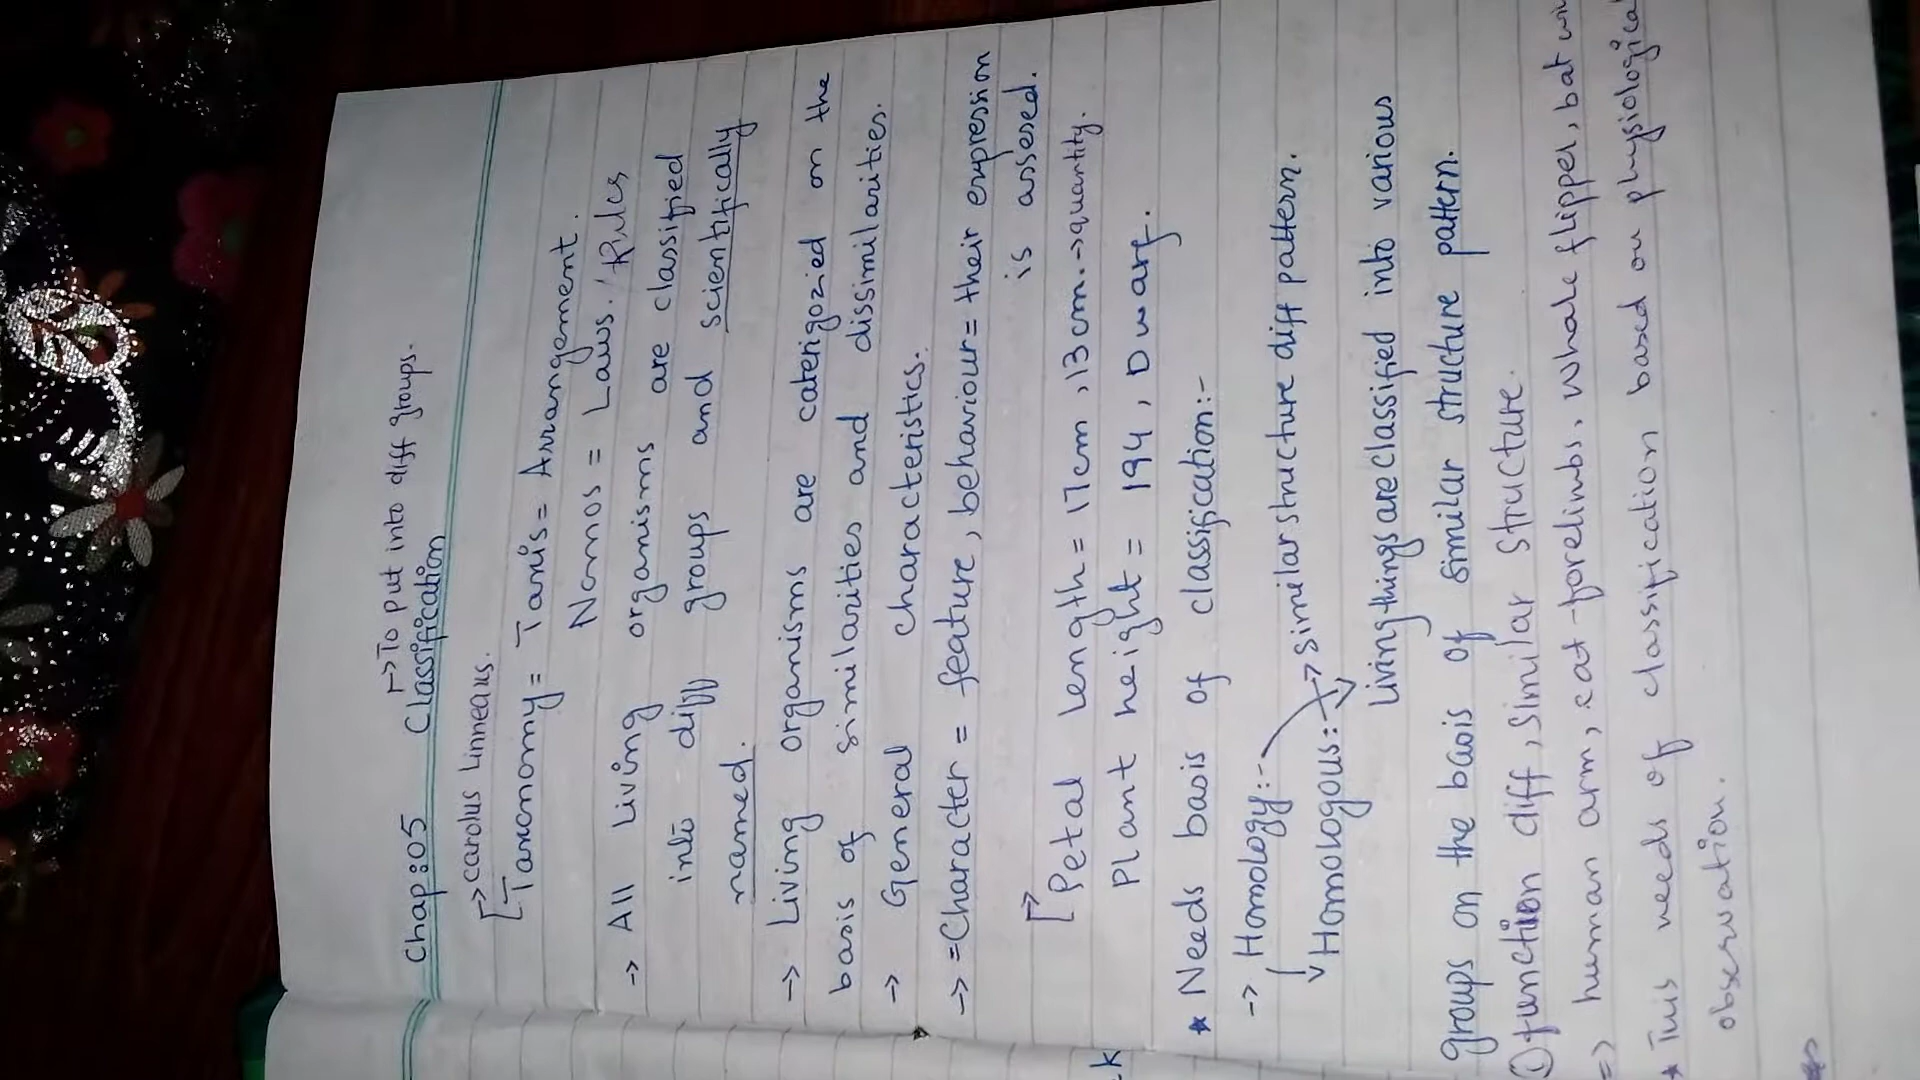 → To put into diff groups.
Chap:05 Classification
→ carolus linneaus.
Taxonomy = Taxis = Arrangement.
Nomos = Laws. / Rules
→ All Living organisms are classified
into diff groups and scientifically
named.
→ Living organisms are caterigozied on the
basis of similarities and dissimilarities.
→ General characteristics.
→ =Character = feature, behaviour = their expression
is assesed.
Petal length = 17cm, 13cm. → quantity.
Plant height = 194, Dwarf.
* Needs basis of classification:-
→ Homology:- → Similar structure diff pattern.
Homologous:-
Living things are classified into various
groups on the basis of similar structure pattern.
① function diff, similar structure.
=> human arm, cat forelimbs, whale flipper, bat
* This needs of classification based on physiological
observation.